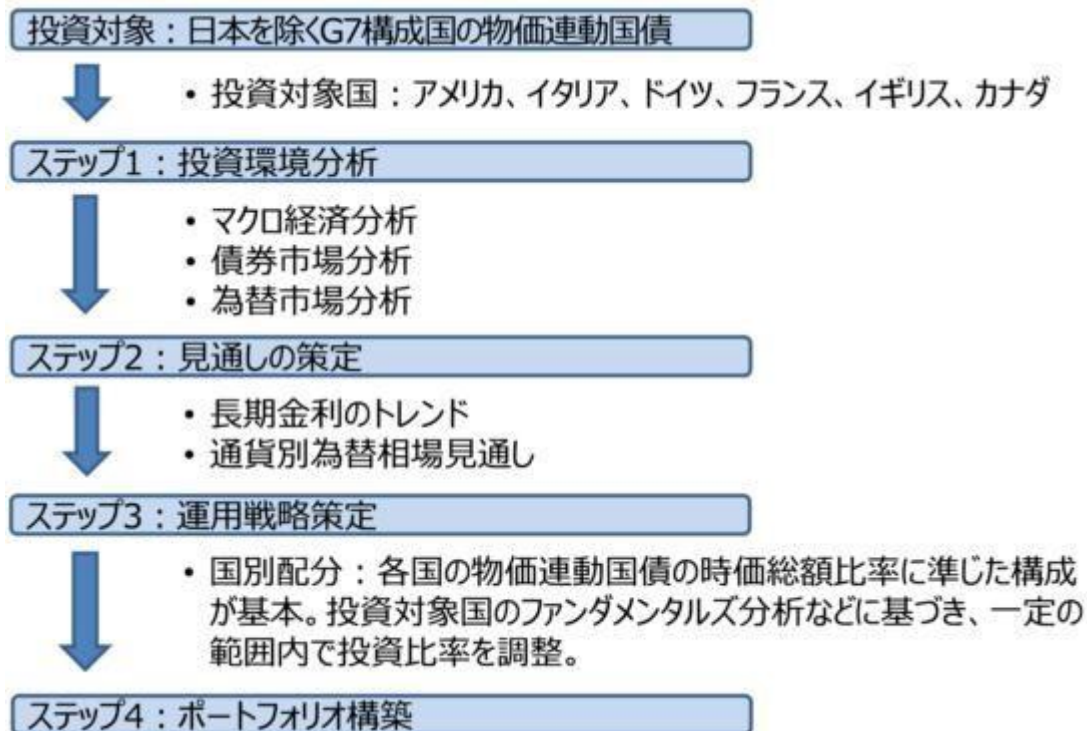 投資対象：日本を除くG7構成国の物価連動国債
• 投資対象国：アメリカ、イタリア、ドイツ、フランス、イギリス、カナダ
ステップ1：投資環境分析
• マクロ経済分析
• 債券市場分析
• 為替市場分析
ステップ2：見通しの策定
• 長期金利のトレンド
• 通貨別為替相場見通し
ステップ3：運用戦略策定
• 国別配分：各国の物価連動国債の時価総額比率に準じた構成
が基本。投資対象国のファンダメンタルズ分析などに基づき、一定の
範囲内で投資比率を調整。
ステップ4：ポートフォリオ構築